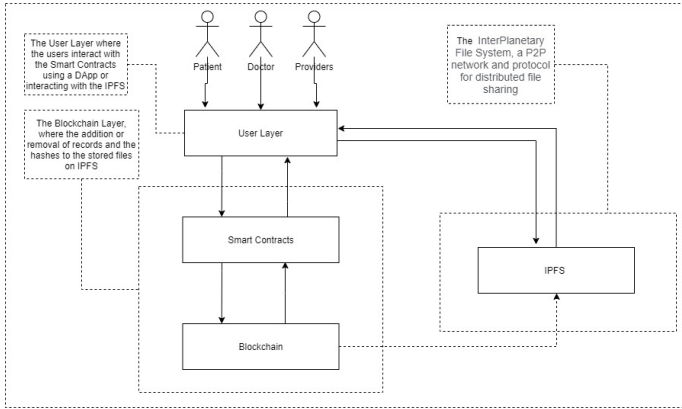 The User Layer where
the users interact with
the Smart Contracts
using a DApp or
interacting with the IPFS
Patient
Doctor
Providers
The InterPlanetary
File System, a P2P
network and protocol
for distributed file
sharing
The Blockchain Layer,
where the addition or
removal of records and the
hashes to the stored files
on IPFS
User Layer
Smart Contracts
IPFS
Blockchain